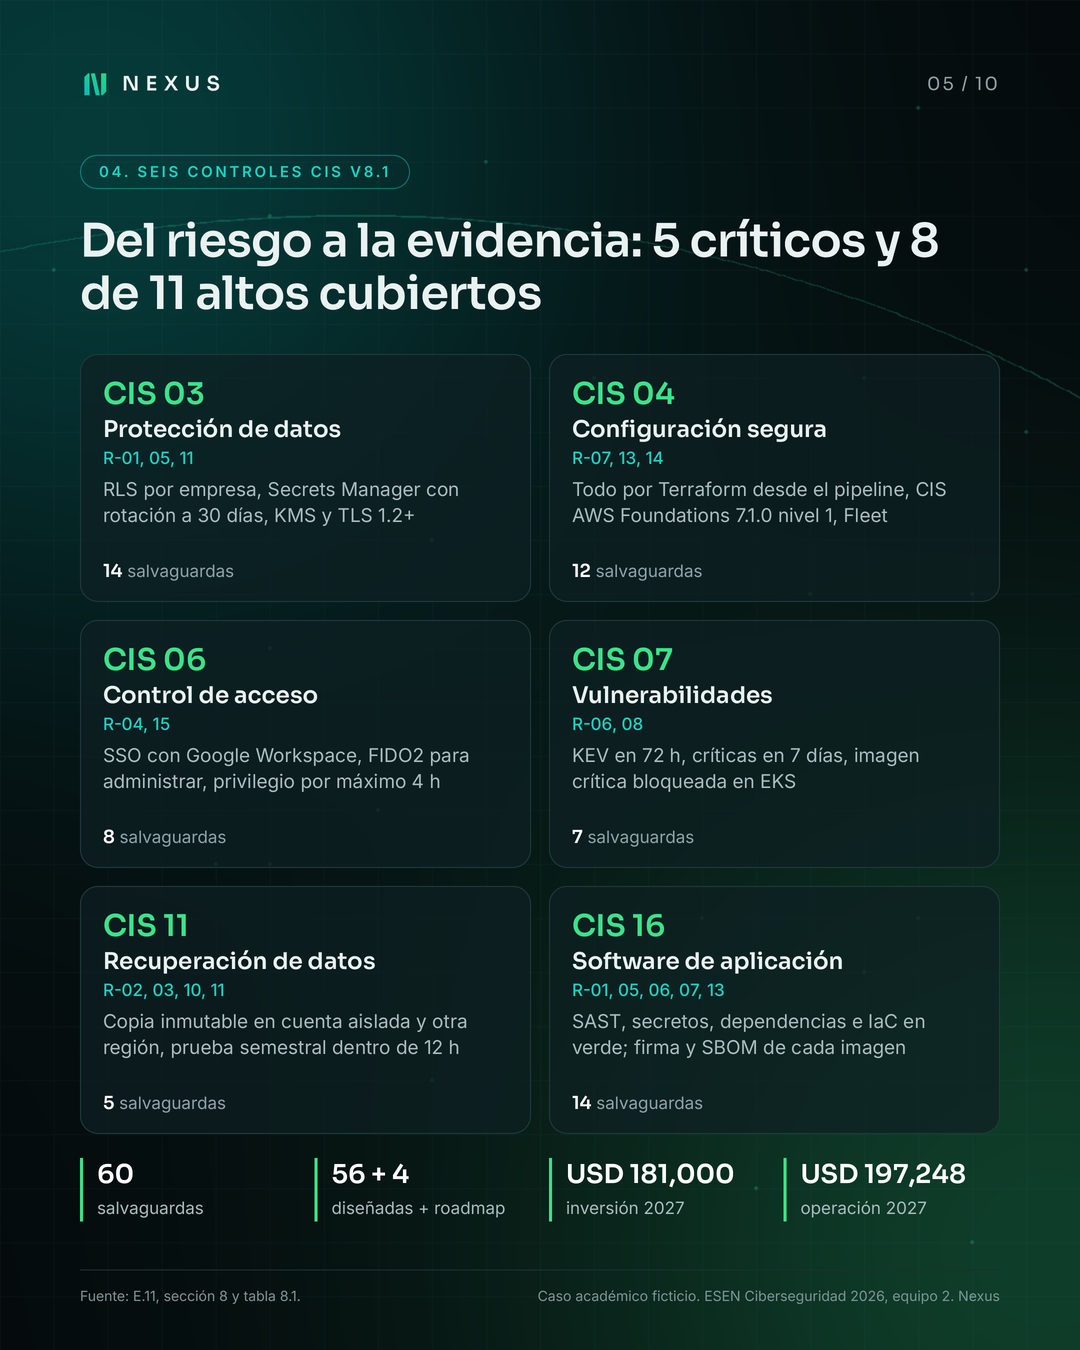 NEXUS
05 / 10
04. SEIS CONTROLES CIS V8.1
Del riesgo a la evidencia: 5 críticos y 8
de 11 altos cubiertos
CIS 03
Protección de datos
R-01, 05, 11
RLS por empresa, Secrets Manager con
rotación a 30 días, KMS y TLS 1.2+
14 salvaguardas
CIS 04
Configuración segura
R-07, 13, 14
Todo por Terraform desde el pipeline, CIS
AWS Foundations 7.1.0 nivel 1, Fleet
12 salvaguardas
CIS 06
Control de acceso
R-04, 15
SSO con Google Workspace, FIDO2 para
administrar, privilegio por máximo 4 h
8 salvaguardas
CIS 07
Vulnerabilidades
R-06, 08
KEV en 72 h, críticas en 7 días, imagen
crítica bloqueada en EKS
7 salvaguardas
CIS 11
Recuperación de datos
R-02, 03, 10, 11
Copia inmutable en cuenta aislada y otra
región, prueba semestral dentro de 12 h
5 salvaguardas
CIS 16
Software de aplicación
R-01, 05, 06, 07, 13
SAST, secretos, dependencias e IaC en
verde; firma y SBOM de cada imagen
14 salvaguardas
60
salvaguardas
56 + 4
diseñadas + roadmap
USD 181,000
inversión 2027
USD 197,248
operación 2027
Fuente: E.11, sección 8 y tabla 8.1.
Caso académico ficticio. ESEN Ciberseguridad 2026, equipo 2. Nexus